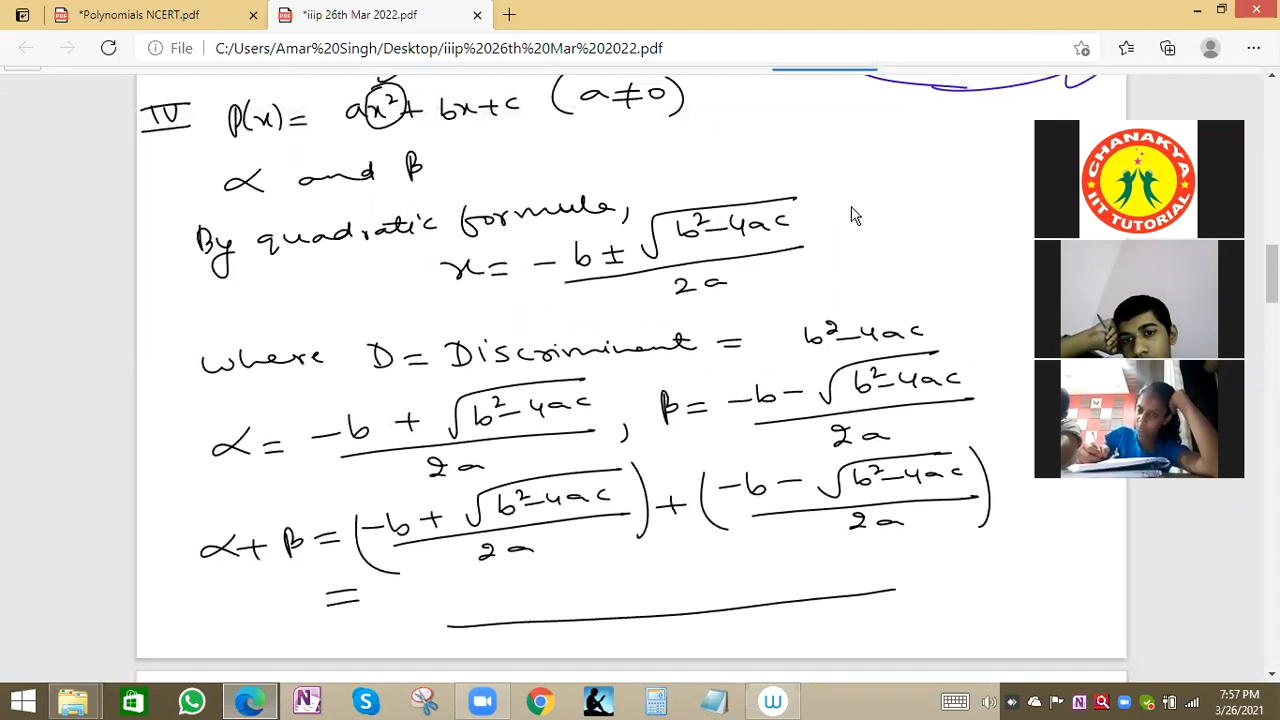 *Polynomials NCERT.pdf
*iiip 26th Mar 2022.pdf
File C:/Users/Amar%20Singh/Desktop/iiip%2026th%20Mar%202022.pdf
IV P(x) = ax² + bx + c (a ≠ 0)
α and β
By quadratic formula,
x = -b ± √(b²-4ac) / 2a
where D = Discriminent = b²-4ac
α = -b + √(b²-4ac) / 2a , β = -b - √(b²-4ac) / 2a
α + β = (-b + √(b²-4ac) / 2a) + (-b - √(b²-4ac) / 2a)
=
CHANAKYA
IIT TUTORIAL
7:57 PM
3/26/2021